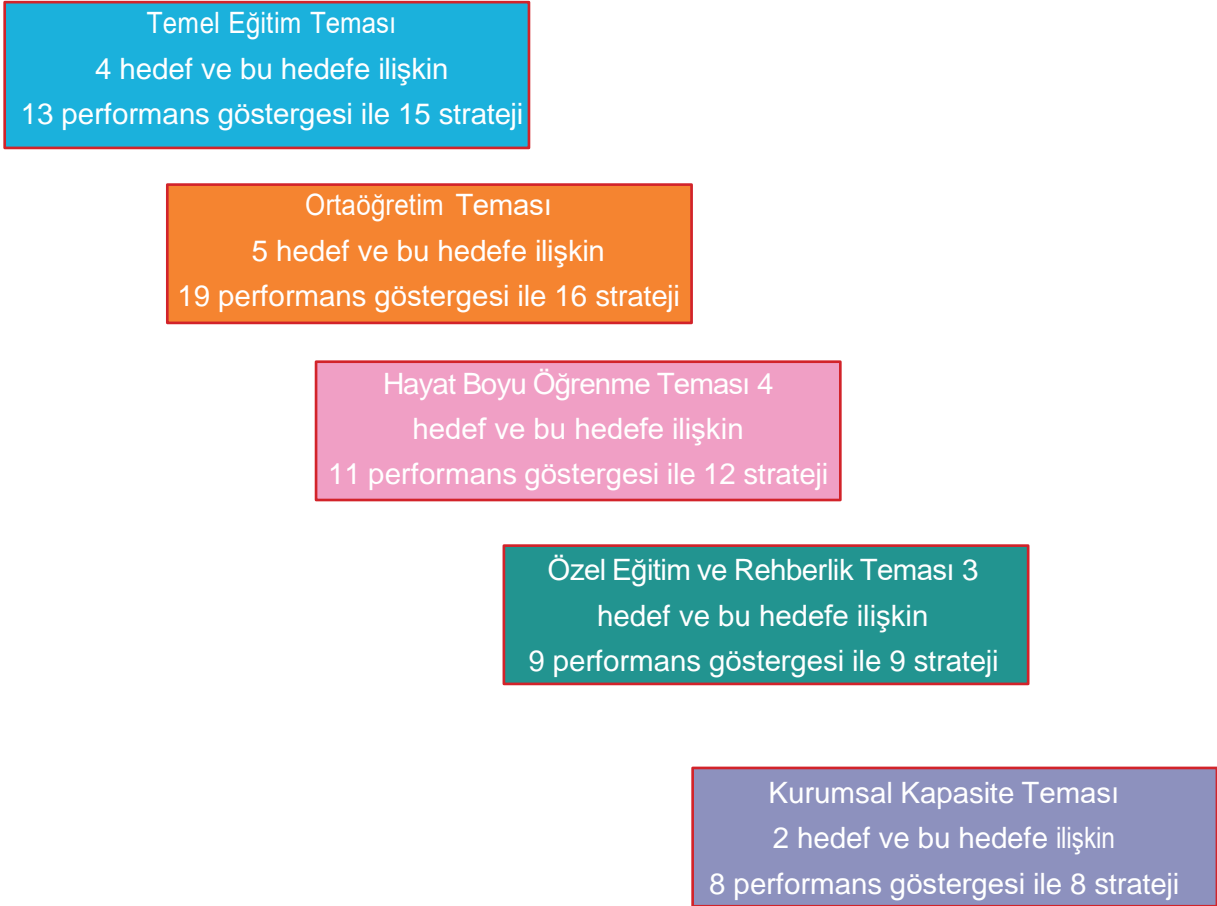 Temel Eğitim Teması
4 hedef ve bu hedefe ilişkin
13 performans göstergesi ile 15 strateji
Ortaöğretim Teması
5 hedef ve bu hedefe ilişkin
19 performans göstergesi ile 16 strateji
Hayat Boyu Öğrenme Teması 4
hedef ve bu hedefe ilişkin
11 performans göstergesi ile 12 strateji
Özel Eğitim ve Rehberlik Teması 3
hedef ve bu hedefe ilişkin
9 performans göstergesi ile 9 strateji
Kurumsal Kapasite Teması
2 hedef ve bu hedefe ilişkin
8 performans göstergesi ile 8 strateji